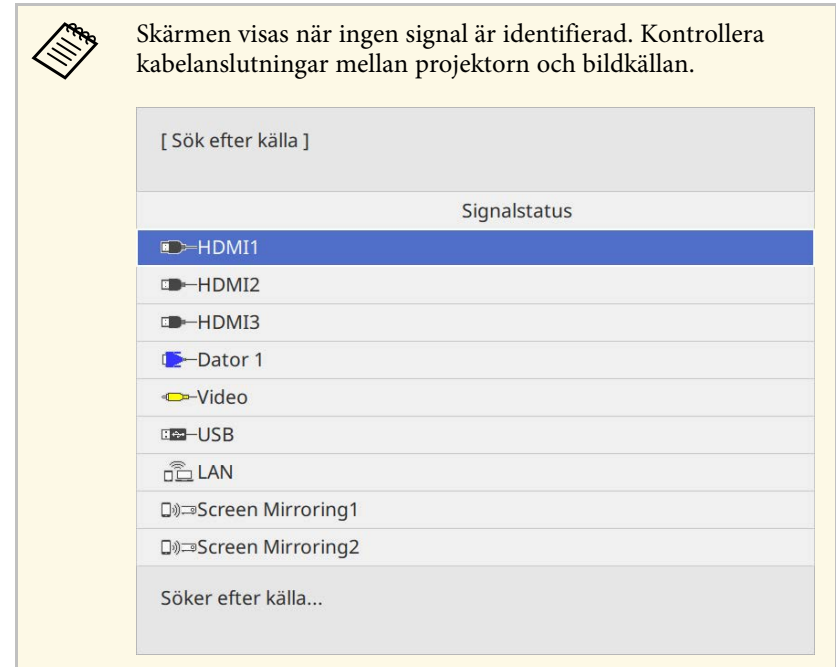 Skärmen visas när ingen signal är identifierad. Kontrollera
kabelanslutningar mellan projektorn och bildkällan.
[ Sök efter källa ]
Signalstatus
HDMI1
HDMI2
HDMI3
Dator 1
Video
USB
LAN
Screen Mirroring1
Screen Mirroring2
Söker efter källa...